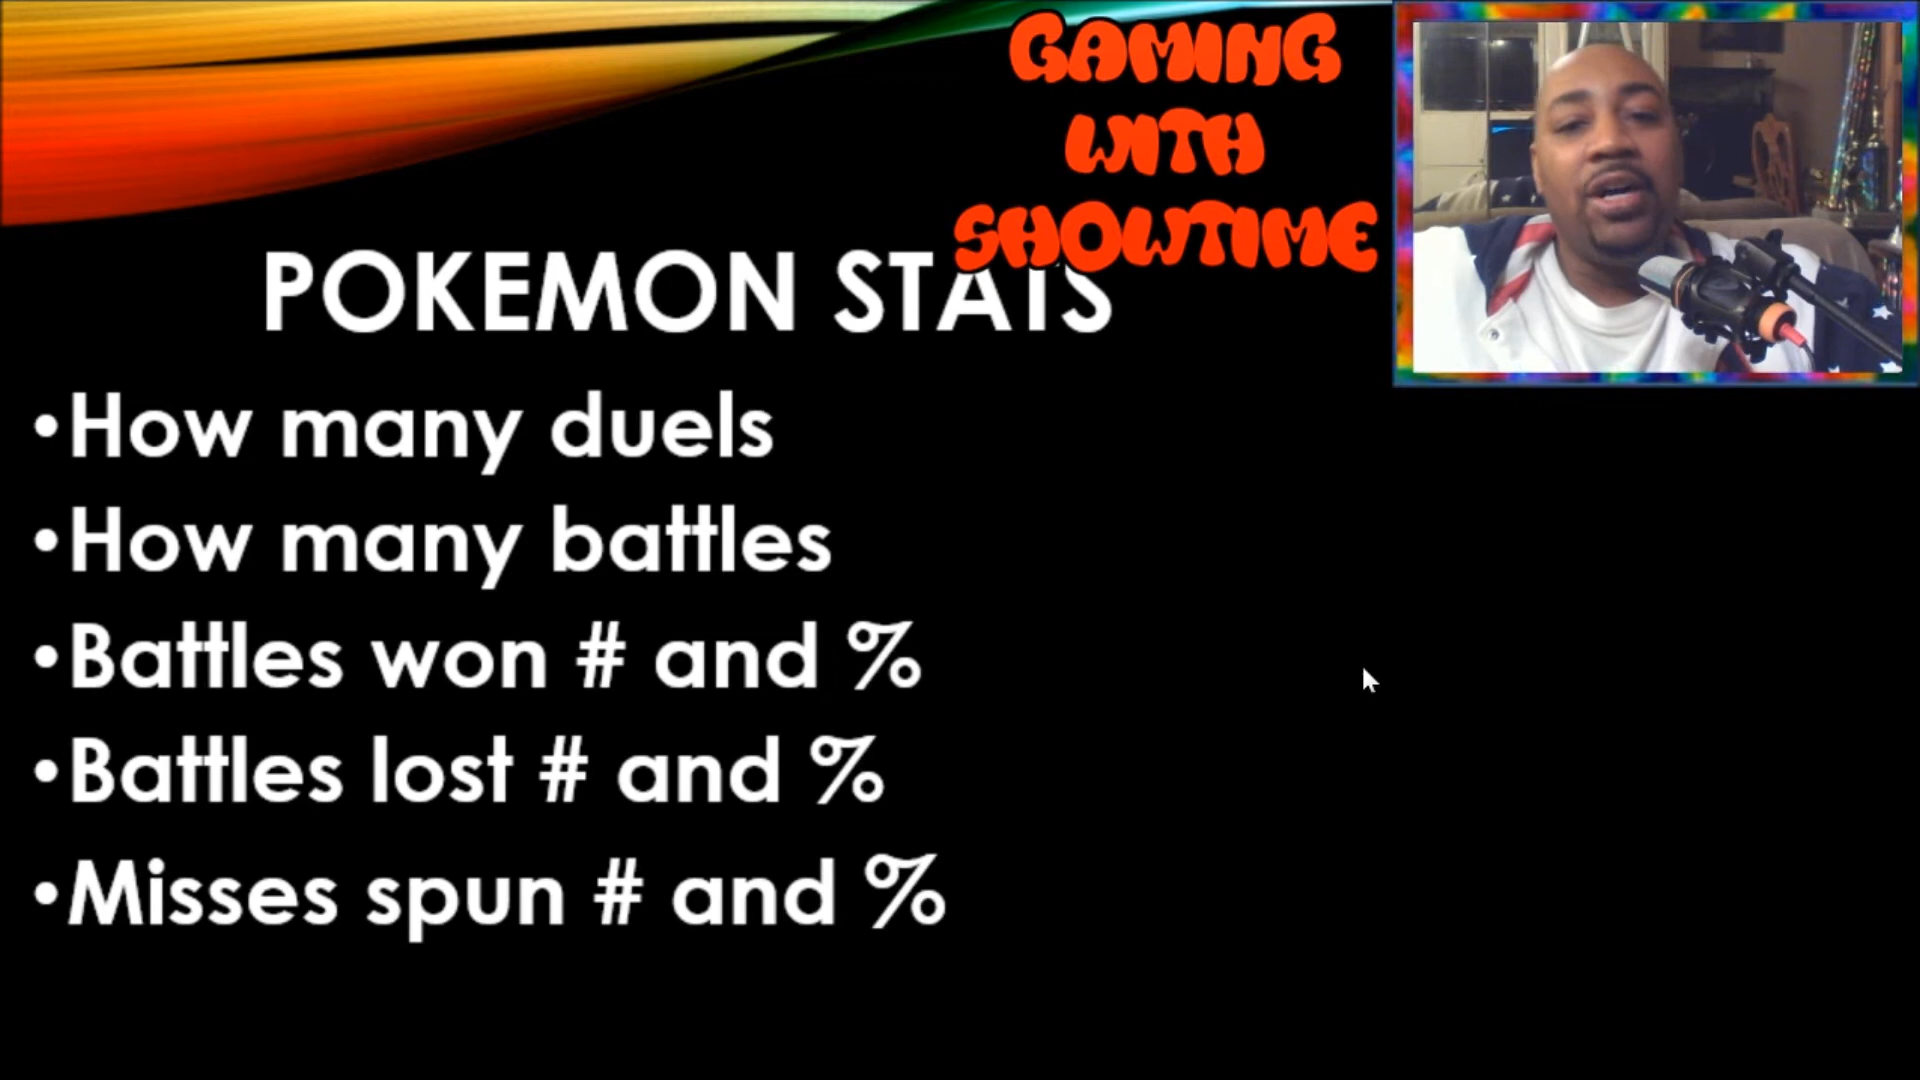 GAMING
WITH
SHOWTIME
POKEMON STATS
•How many duels
•How many battles
•Battles won # and %
•Battles lost # and %
•Misses spun # and %